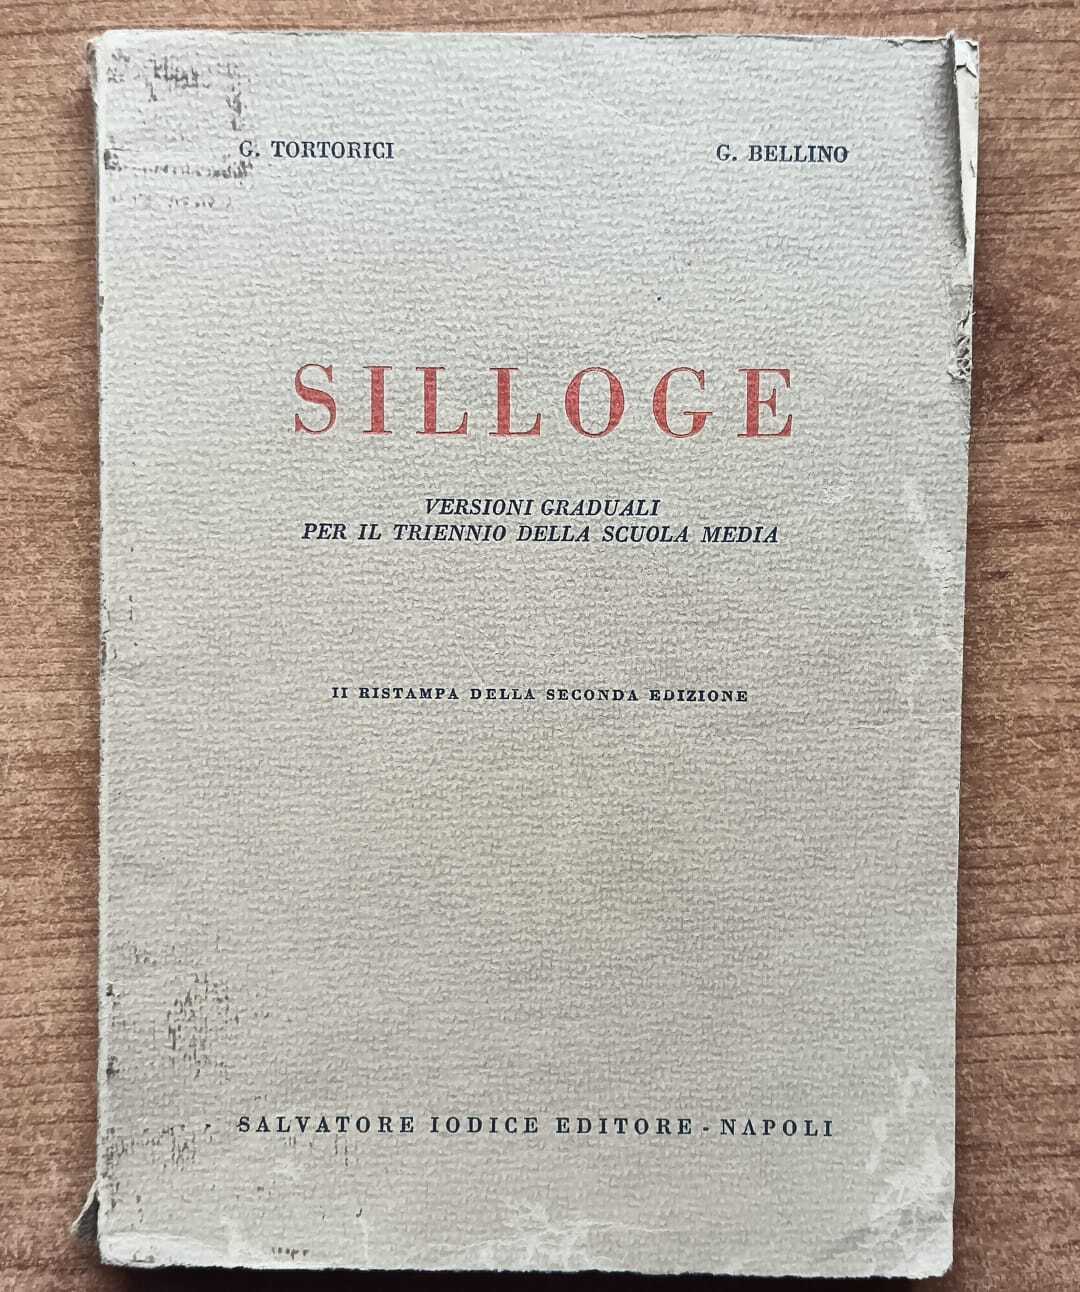 G. TORTORICI G. BELLINO
SILLOGE
VERSIONI GRADUALI
PER IL TRIENNIO DELLA SCUOLA MEDIA
II RISTAMPA DELLA SECONDA EDIZIONE
SALVATORE IODICE EDITORE - NAPOLI